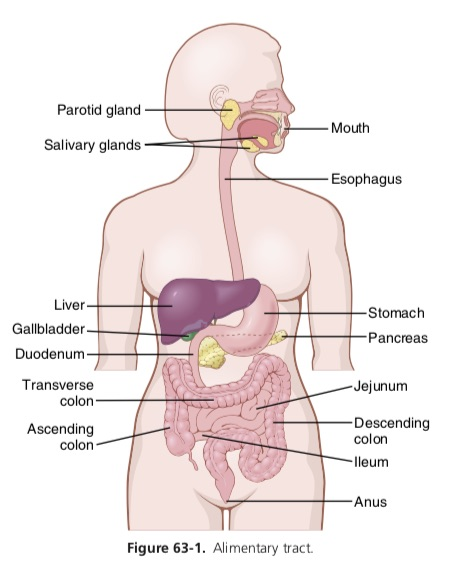 Parotid gland
Salivary glands
Mouth
Esophagus
Liver
Gallbladder
Duodenum
Transverse
colon
Ascending
colon
Stomach
Pancreas
Jejunum
Descending
colon
Ileum
Anus
Figure 63-1. Alimentary tract.